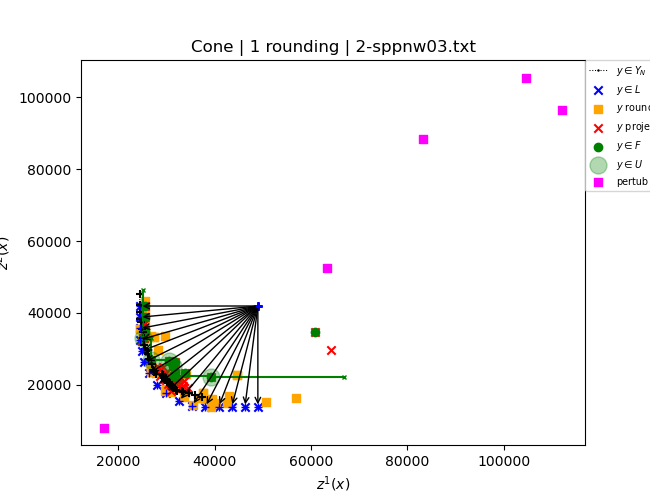 Cone | 1 rounding | 2-sppnw03.txt
100000
80000
60000
40000
20000
z²(x)
20000 40000 60000 80000 100000
z¹(x)
y ∈ Y_N
y ∈ L
y roun
y proje
y ∈ F
y ∈ U
pertub